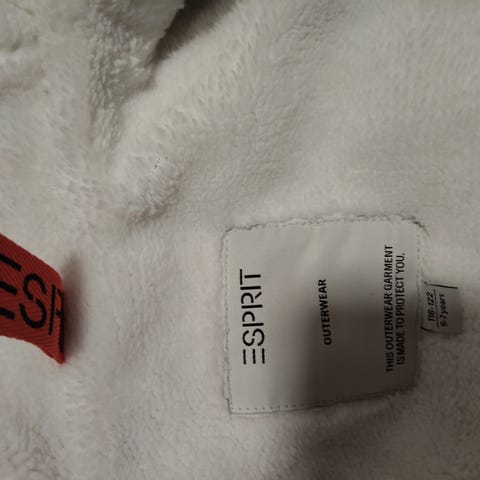 ESPRIT
OUTERWEAR
THIS OUTERWEAR GARMENT
IS MADE TO PROTECT YOU.
116-122
6-7 years
ESPR